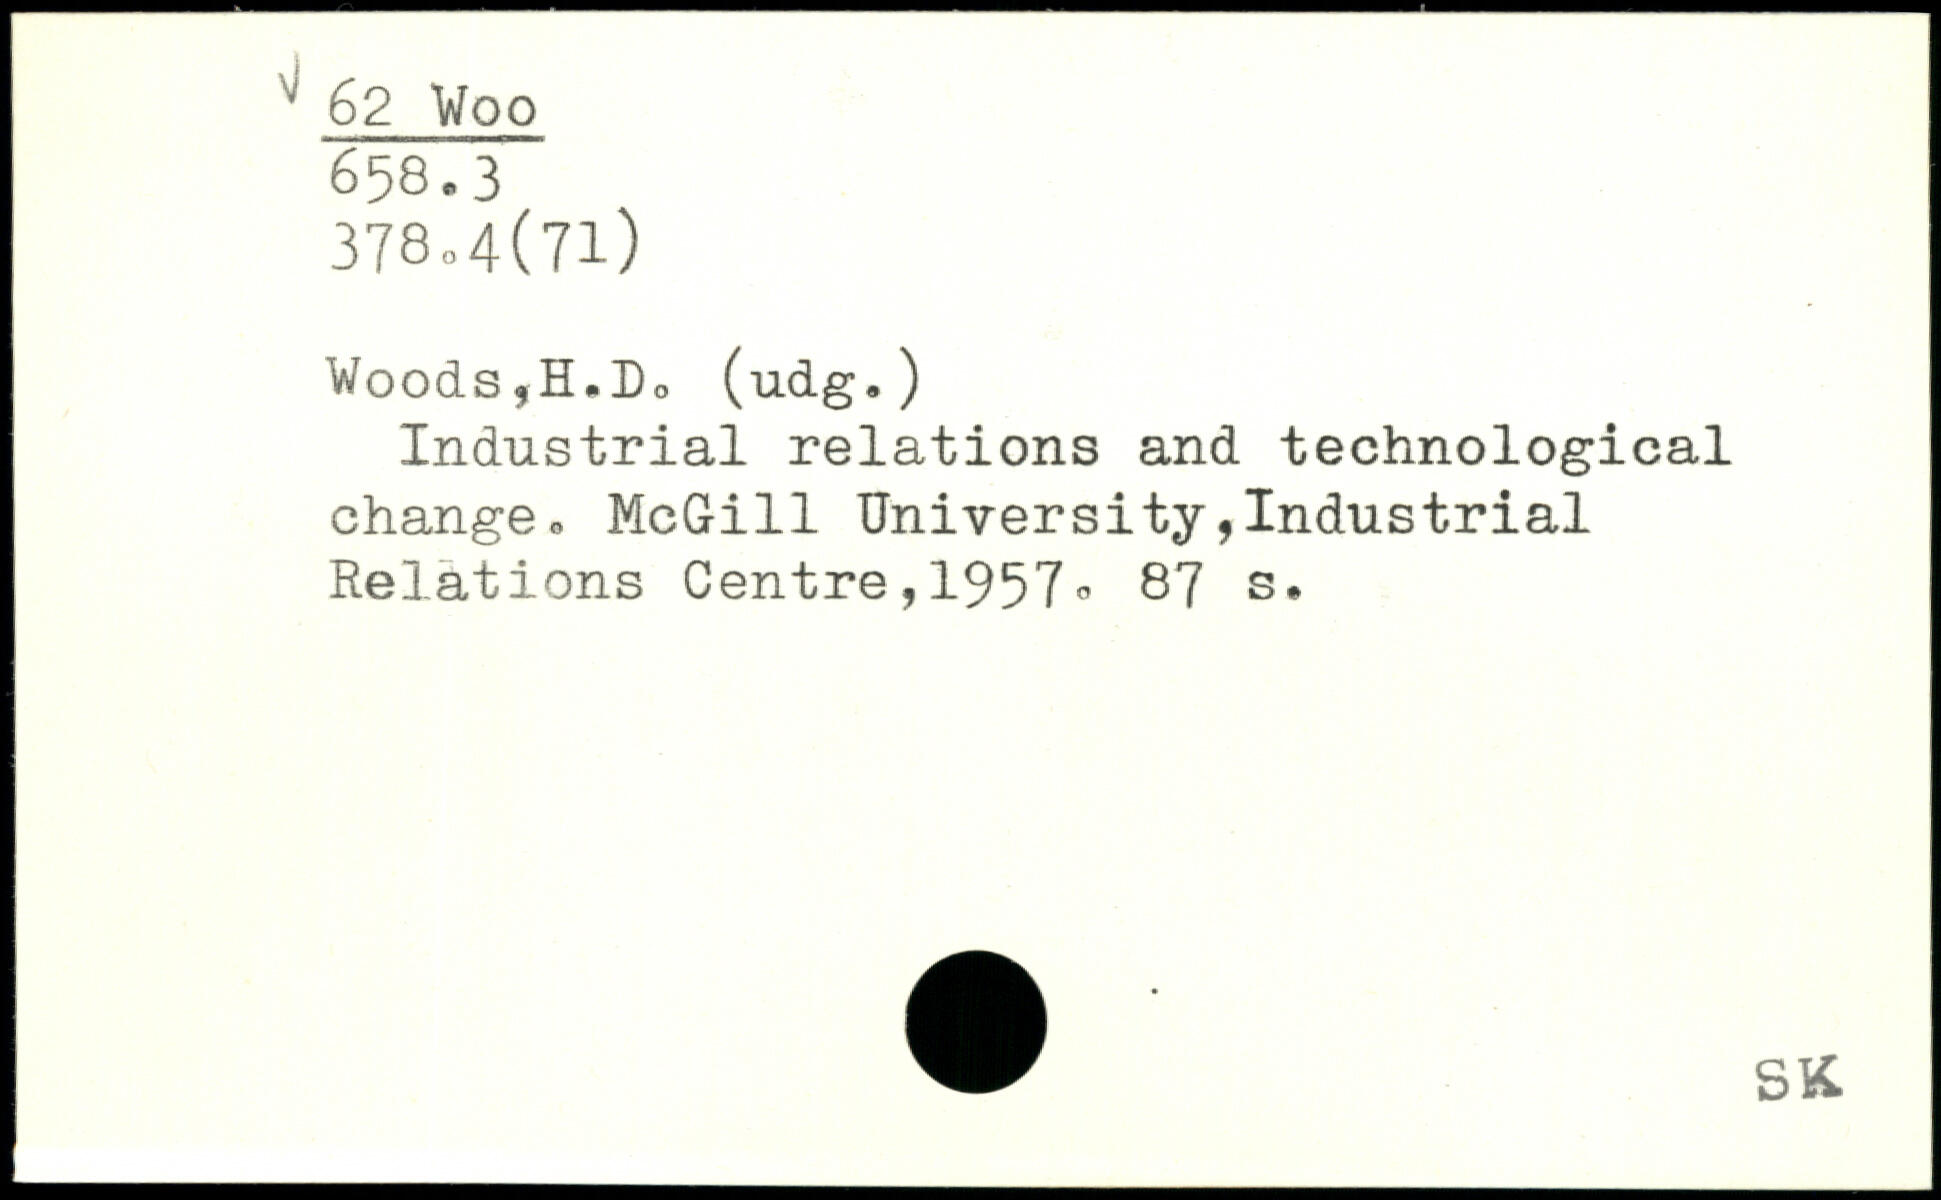 √ 62 Woo
658.3
378.4(71)
Woods,H.D. (udg.)
Industrial relations and technological
change. McGill University,Industrial
Relations Centre,1957. 87 s.
SK